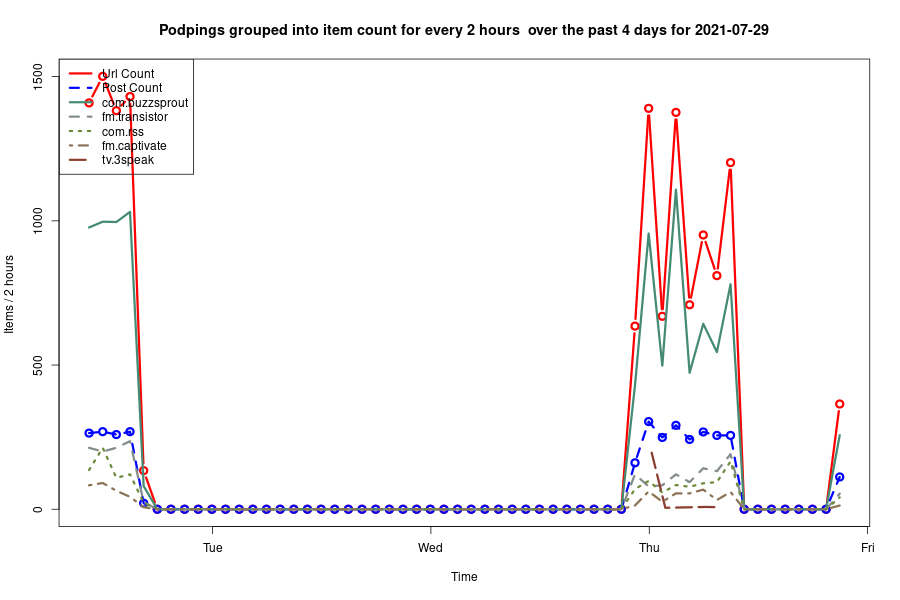 Podpings grouped into item count for every 2 hours  over the past 4 days for 2021-07-29
Url Count
Post Count
com.buzzsprout
fm.transistor
com.rss
fm.captivate
tv.3speak
1500
1000
500
0
Items / 2 hours
Tue
Wed
Thu
Fri
Time